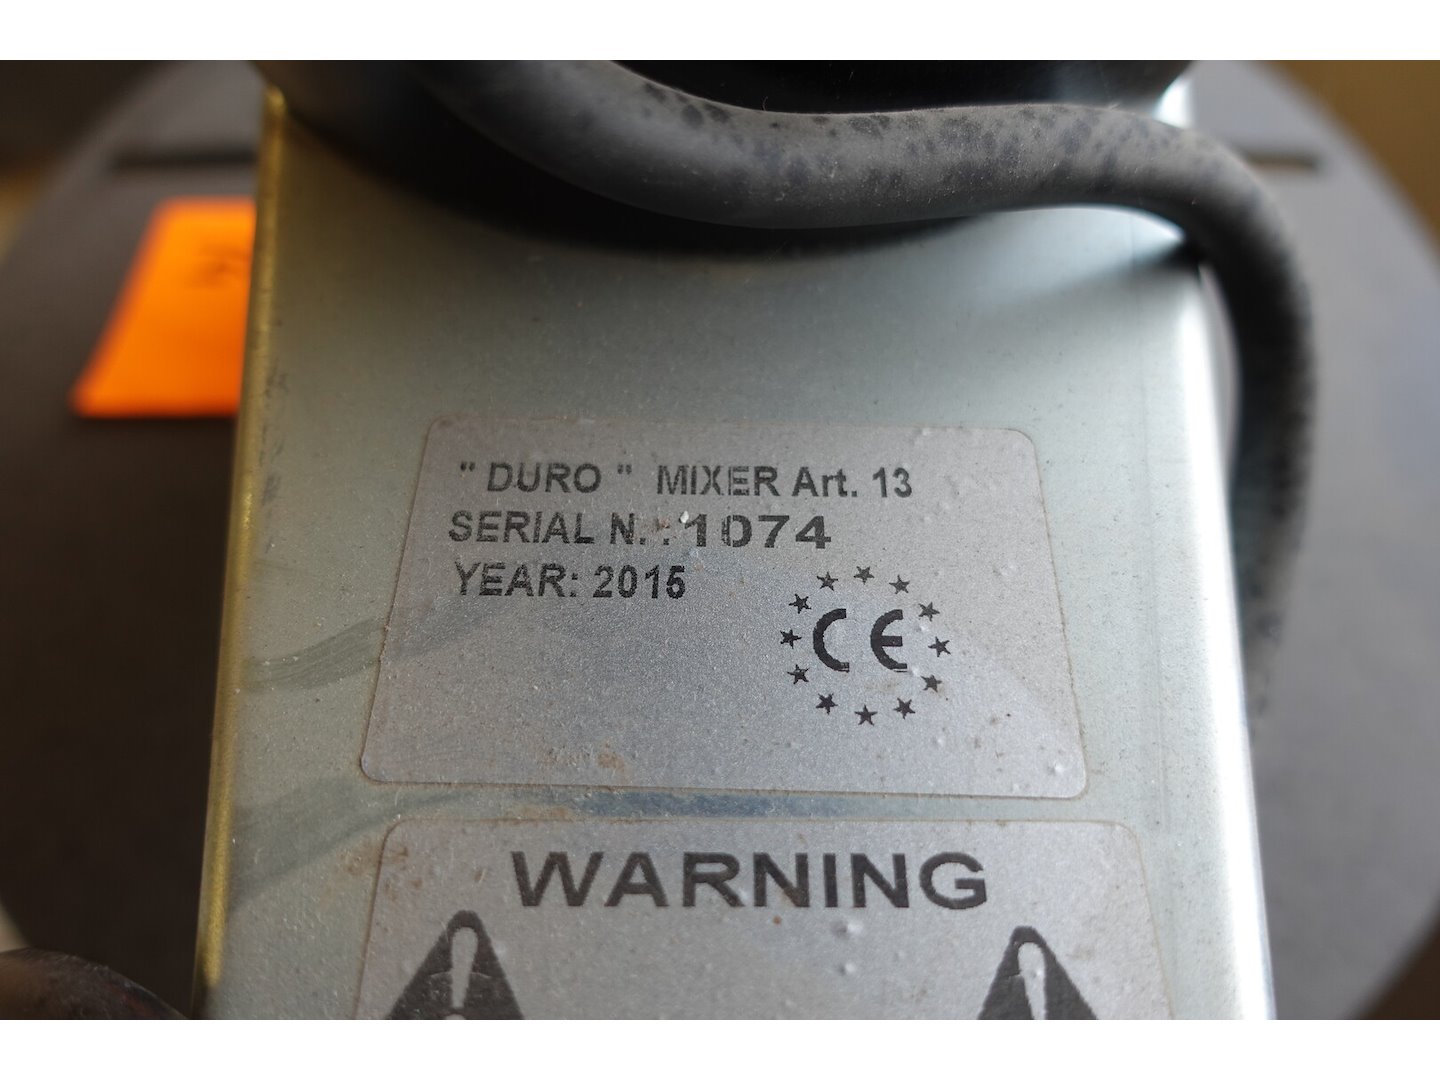 " DURO " MIXER Art. 13
SERIAL N. : 1074
YEAR: 2015
CE
WARNING